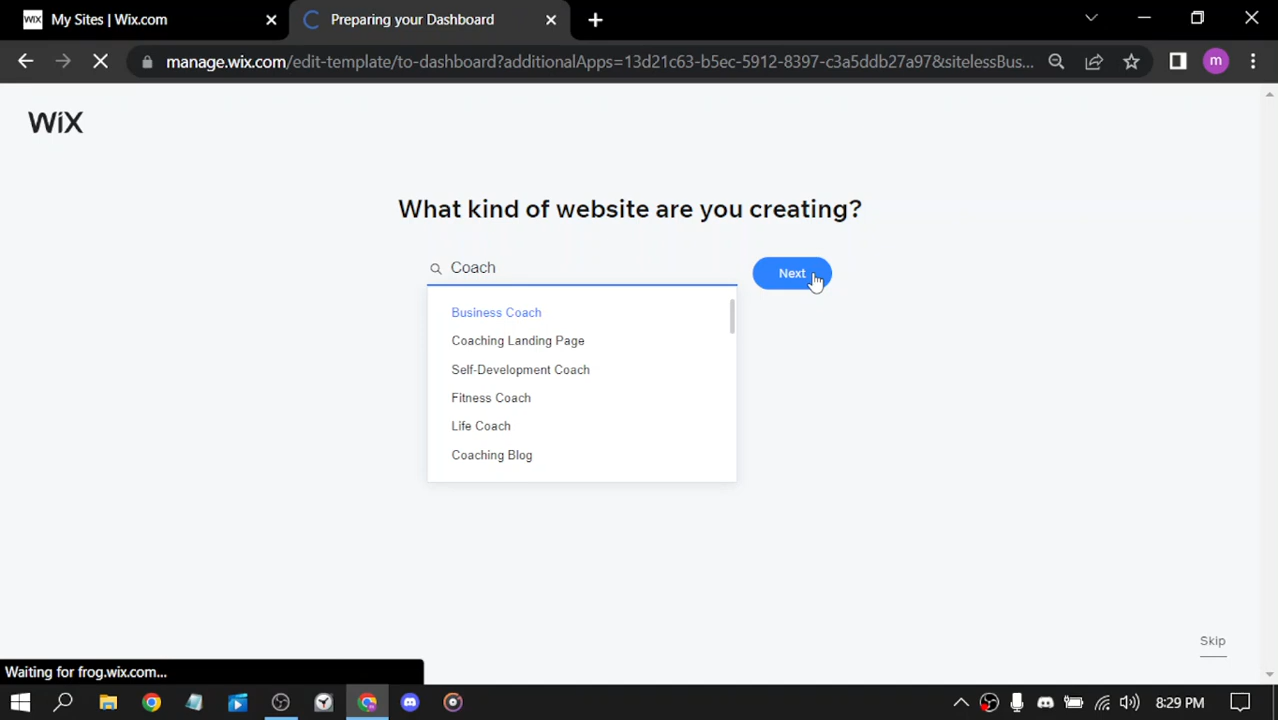 WIX My Sites | Wix.com
Preparing your Dashboard
manage.wix.com/edit-template/to-dashboard?additionalApps=13d21c63-b5ec-5912-8397-c3a5ddb27a97&sitelessBus...
m
WiX
What kind of website are you creating?
Coach
Next
Business Coach
Coaching Landing Page
Self-Development Coach
Fitness Coach
Life Coach
Coaching Blog
Skip
Waiting for frog.wix.com...
8:29 PM